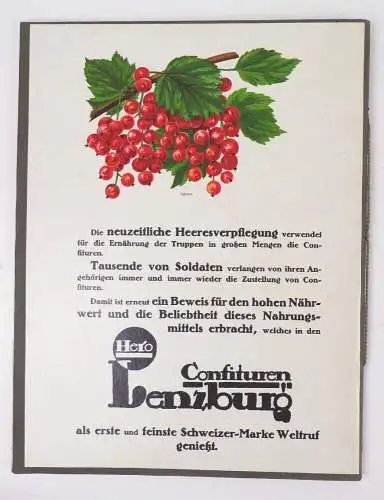 Die neuzeitliche Heeresverpflegung verwendet
für die Ernährung der Truppen in großen Mengen die Con-
fituren.
Tausende von Soldaten verlangen von ihren An-
gehörigen immer und immer wieder die Zustellung von Con-
fituren.
Damit ist erneut ein Beweis für den hohen Nähr-
wert und die Beliebtheit dieses Nahrungs-
mittels erbracht, welches in den
Hero
Confituren
Lenzburg
als erste und feinste Schweizer-Marke Weltruf
genießt.